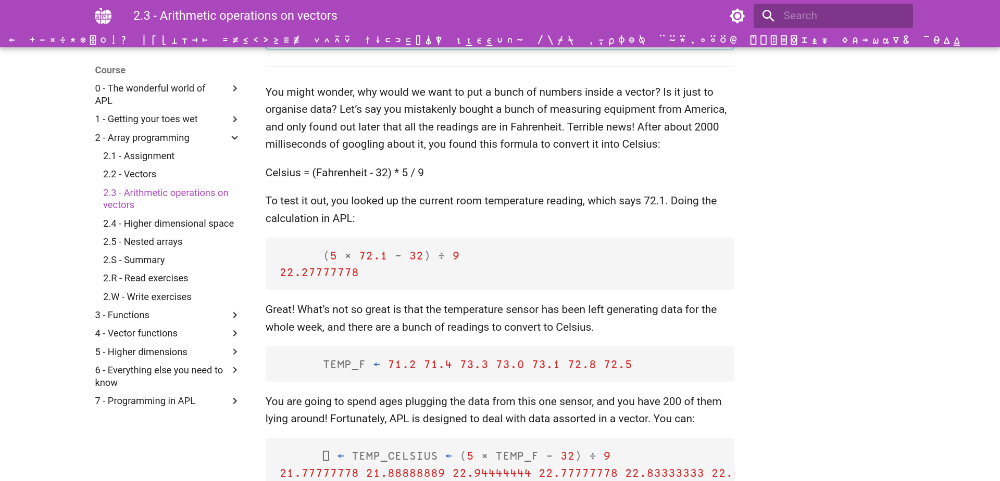 APL
2.3 - Arithmetic operations on vectors
Search
← + - × ÷ * ⍟ ⌹ ○ ! ? | ⌈ ⌊ ⊥ ⊤ ⊣ ⊢ = ≠ ≤ < > ≥ ≡ ≢ ∨ ∧ ⍲ ⍱ ↑ ↓ ⊂ ⊃ ⊆ ⌷ ⍋ ⍒ ⍳ ⍸ ∊ ⍷ ∪ ∩ ~ / \ ⌿ ⍀ , ⍪ ⍴ ⌽ ⊖ ⍉ ¨ ⍨ ⍣ . ∘ ⍤ ⍥ @ ⍞ ⎕ ⍠ ⌸ ⌺ ⌶ ⍎ ⍕ ⋄ ⍝ → ⍵ ⍺ ∇ & ¯ ⍬ ∆ ⍙
Course
0 - The wonderful world of
APL
1 - Getting your toes wet
2 - Array programming
2.1 - Assignment
2.2 - Vectors
2.3 - Arithmetic operations on
vectors
2.4 - Higher dimensional space
2.5 - Nested arrays
2.S - Summary
2.R - Read exercises
2.W - Write exercises
3 - Functions
4 - Vector functions
5 - Higher dimensions
6 - Everything else you need to
know
7 - Programming in APL
You might wonder, why would we want to put a bunch of numbers inside a vector? Is it just to
organise data? Let’s say you mistakenly bought a bunch of measuring equipment from America,
and only found out later that all the readings are in Fahrenheit. Terrible news! After about 2000
milliseconds of googling about it, you found this formula to convert it into Celsius:
Celsius = (Fahrenheit - 32) * 5 / 9
To test it out, you looked up the current room temperature reading, which says 72.1. Doing the
calculation in APL:
(5 × 72.1 - 32) ÷ 9
22.27777778
Great! What’s not so great is that the temperature sensor has been left generating data for the
whole week, and there are a bunch of readings to convert to Celsius.
TEMP_F ← 71.2 71.4 73.3 73.0 73.1 72.8 72.5
You are going to spend ages plugging the data from this one sensor, and you have 200 of them
lying around! Fortunately, APL is designed to deal with data assorted in a vector. You can:
⎕ ← TEMP_CELSIUS ← (5 × TEMP_F - 32) ÷ 9
21.77777778 21.88888889 22.94444444 22.77777778 22.83333333 22.